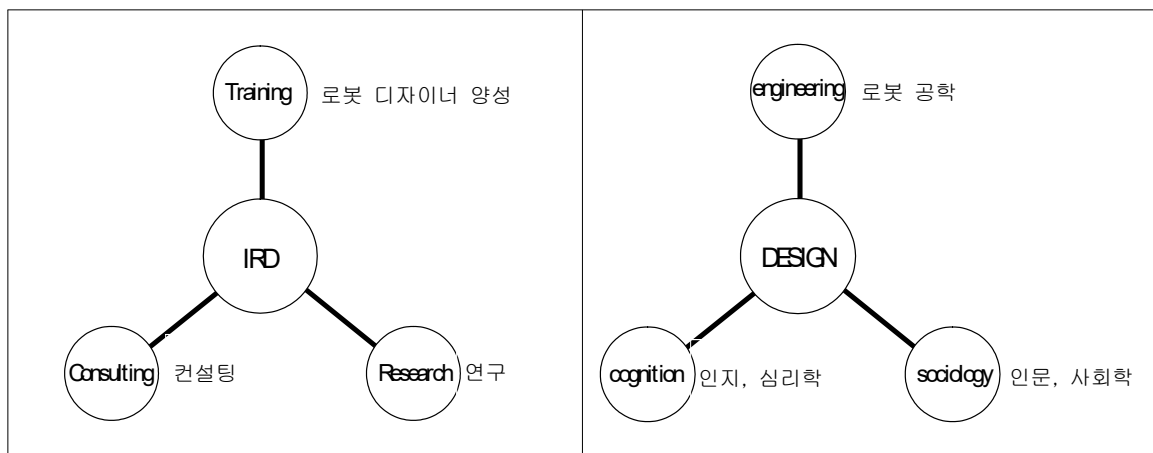 Training 로봇 디자이너 양성
IRD
Consulting 컨설팅
Research 연구
engineering 로봇 공학
DESIGN
cognition 인지, 심리학
sociology 인문, 사회학